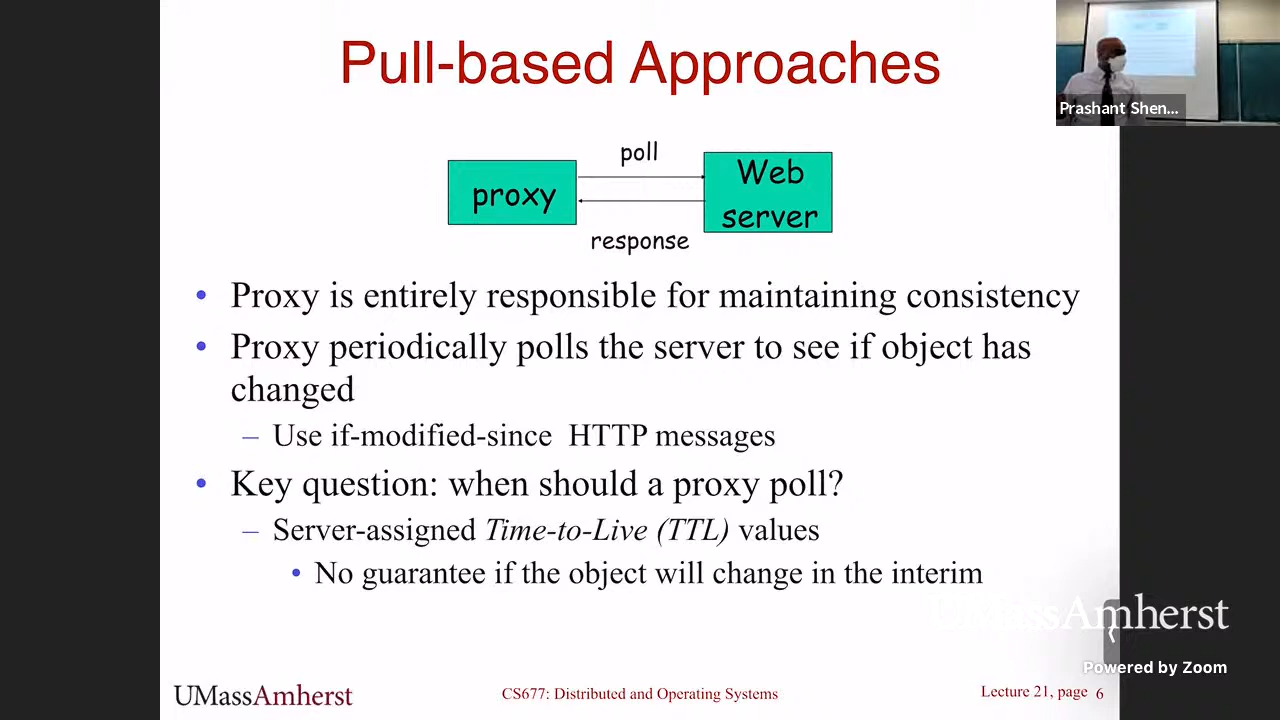 Pull-based Approaches
Prashant Shen...
poll
proxy
Web
server
response
• Proxy is entirely responsible for maintaining consistency
• Proxy periodically polls the server to see if object has
changed
– Use if-modified-since HTTP messages
• Key question: when should a proxy poll?
– Server-assigned Time-to-Live (TTL) values
• No guarantee if the object will change in the interim
UMassAmherst
Powered by Zoom
UMassAmherst
CS677: Distributed and Operating Systems
Lecture 21, page 6